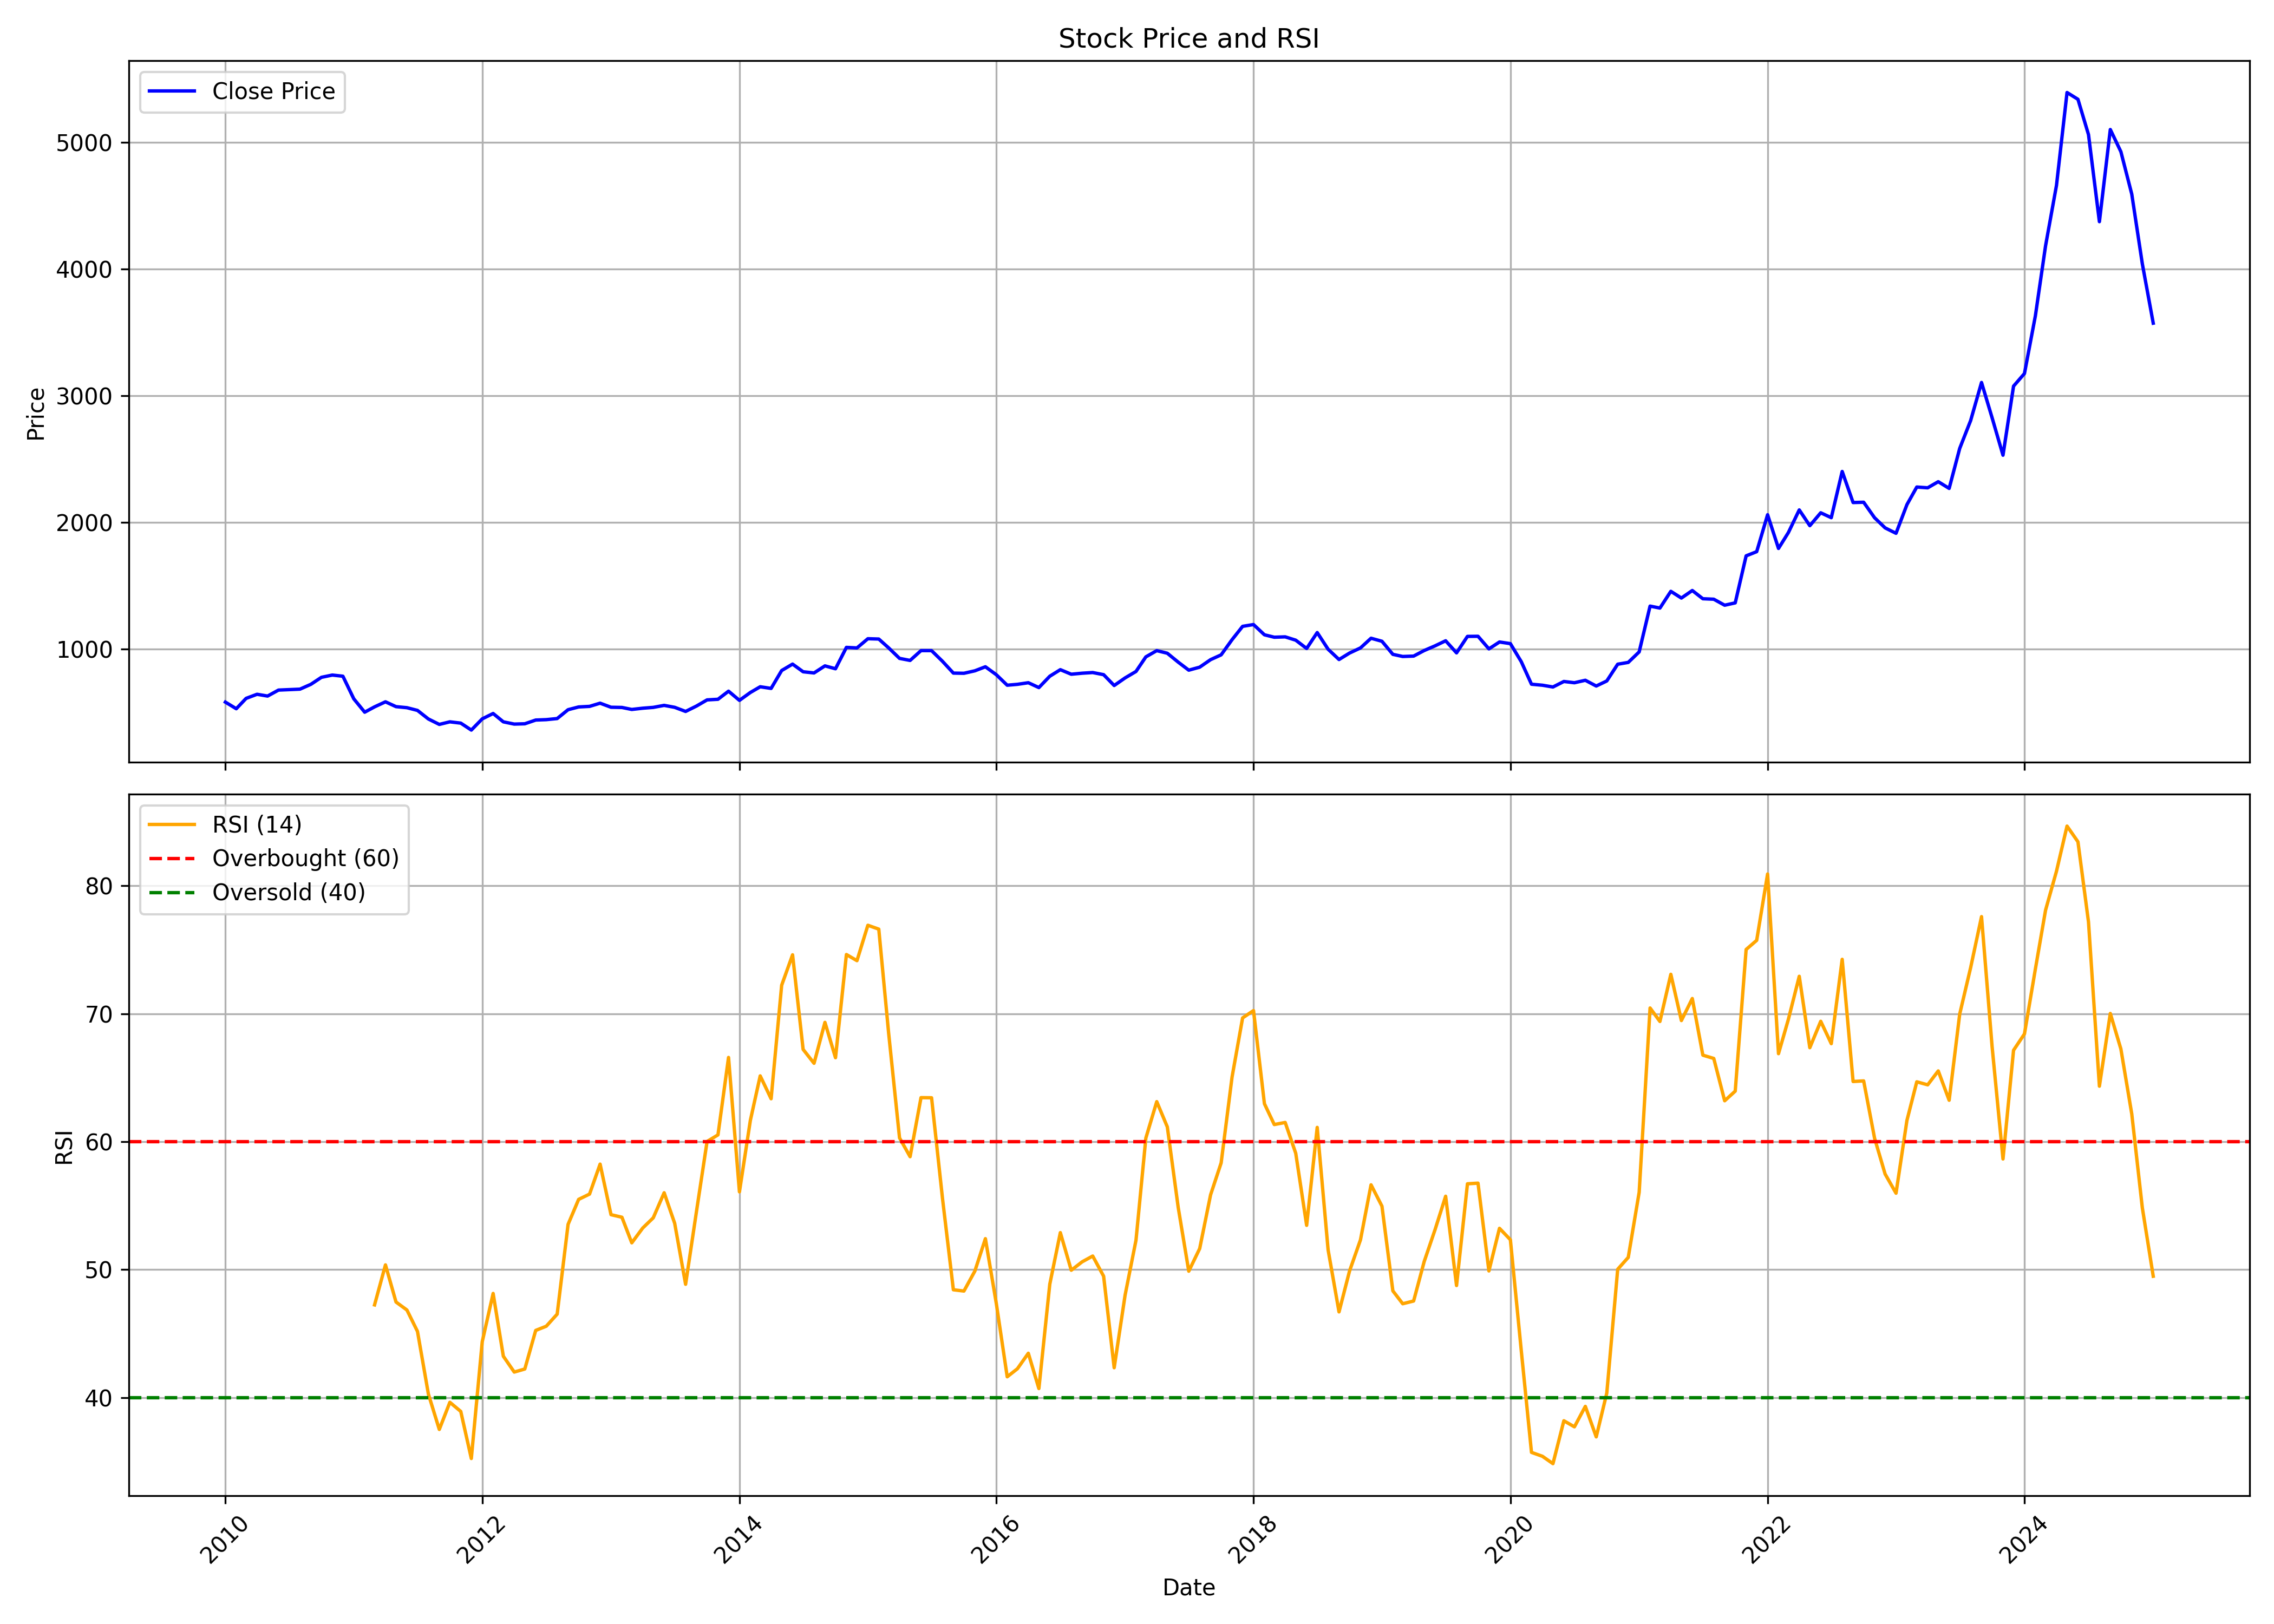 Stock Price and RSI
Close Price
5000
4000
3000
2000
1000
Price
RSI (14)
Overbought (60)
Oversold (40)
80
70
60
50
40
RSI
2010
2012
2014
2016
2018
2020
2022
2024
Date